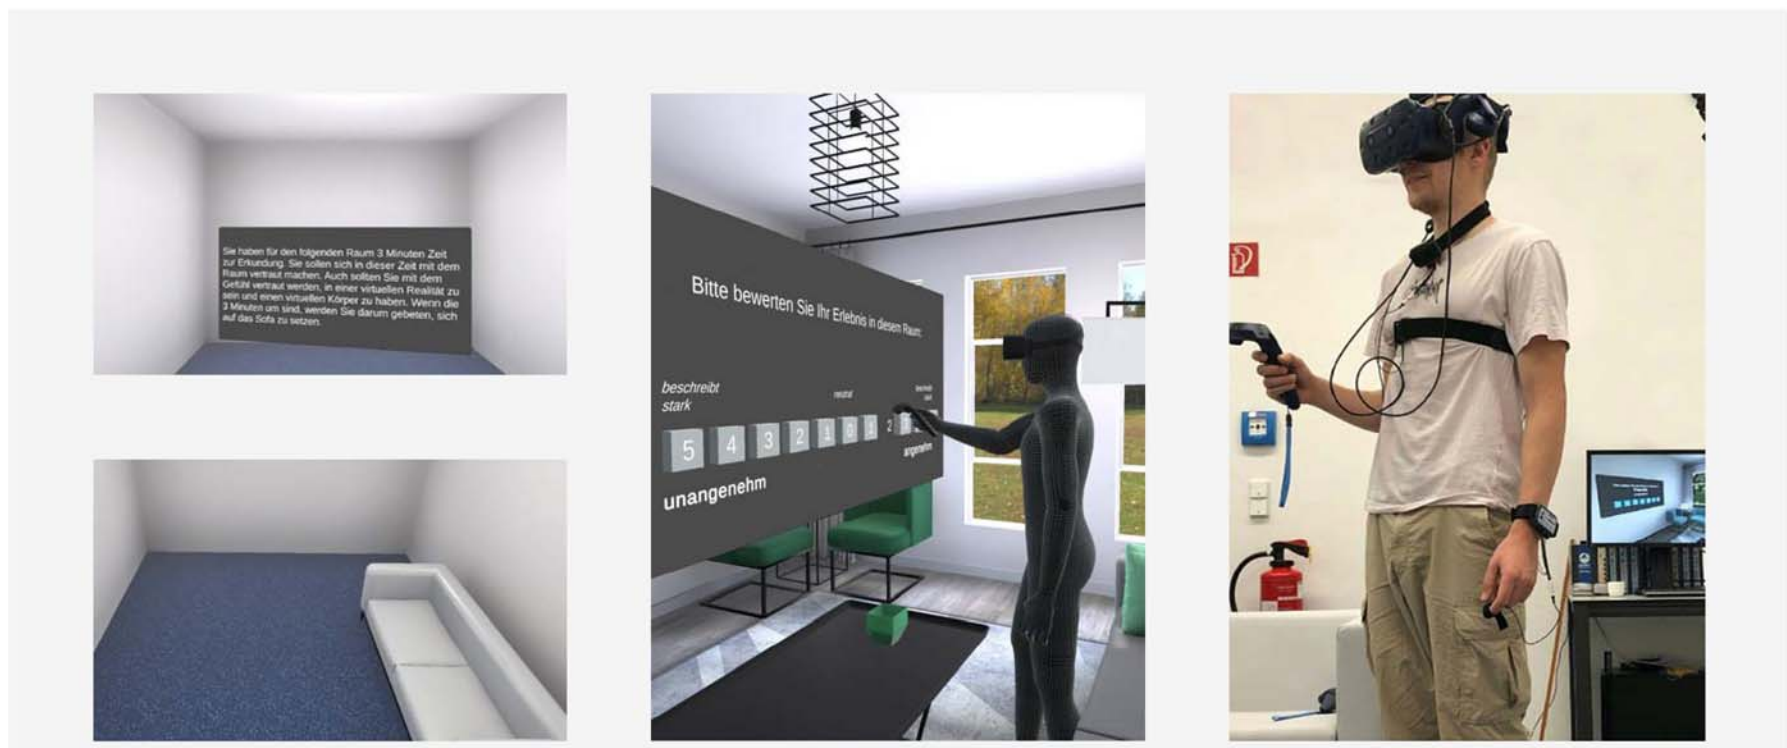 Sie haben für den folgenden Raum 3 Minuten Zeit
zur Erkundung. Sie sollen sich in dieser Zeit mit dem
Raum vertraut machen. Auch sollten Sie mit dem
Gefühl vertraut werden, in einer virtuellen Realität zu
sein und einen virtuellen Körper zu haben. Wenn die
3 Minuten um sind, werden Sie darum gebeten, sich
auf das Sofa zu setzen.
Bitte bewerten Sie Ihr Erlebnis in diesem Raum:
beschreibt
stark
neutral
beschreibt
stark
5 4 3 2 1 0 1 2 3
unangenehm
angenehm